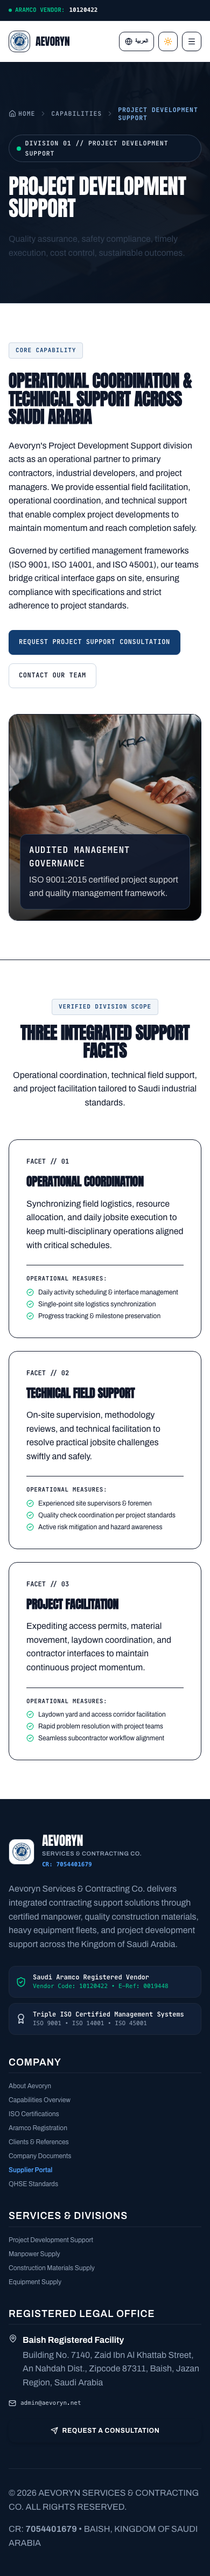 ARAMCO VENDOR: 10120422
AEVORYN
العربية
HOME > CAPABILITIES > PROJECT DEVELOPMENT
SUPPORT
DIVISION 01 // PROJECT DEVELOPMENT
SUPPORT
PROJECT DEVELOPMENT
SUPPORT
Quality assurance, safety compliance, timely
execution, cost control, sustainable outcomes.
CORE CAPABILITY
OPERATIONAL COORDINATION &
TECHNICAL SUPPORT ACROSS
SAUDI ARABIA
Aevoryn's Project Development Support division
acts as an operational partner to primary
contractors, industrial developers, and project
managers. We provide structured field facilitation,
operational coordination, and technical support
that enable complex project developments to
maintain momentum and reach completion safely.
Governed by certified management frameworks
(ISO 9001, ISO 14001, and ISO 45001), our teams
bridge critical interface gaps on site, ensuring
compliance with specifications and strict
adherence to project standards.
REQUEST PROJECT SUPPORT CONSULTATION
CONTACT OUR TEAM
AUDITED MANAGEMENT
GOVERNANCE
ISO 9001:2015 certified project support
and quality management framework.
VERIFIED DIVISION SCOPE
THREE INTEGRATED SUPPORT
FACETS
Operational coordination, technical field support,
and project facilitation tailored to Saudi industrial
standards.
FACET // 01
OPERATIONAL COORDINATION
Synchronizing field logistics, resource
allocation, and daily jobsite execution to
keep multi-disciplinary operations aligned
with critical schedules.
OPERATIONAL MEASURES:
Daily activity scheduling & interface management
Single-point site logistics synchronization
Progress tracking & milestone preservation
FACET // 02
TECHNICAL FIELD SUPPORT
On-site supervision, methodology
reviews, and technical facilitation to
resolve practical jobsite challenges
swiftly and safely.
OPERATIONAL MEASURES:
Experienced site supervisors & foremen
Quality check coordination per project standards
Active risk mitigation and hazard awareness
FACET // 03
PROJECT FACILITATION
Expediting access permits, material
movement, laydown coordination, and
contractor interfaces to maintain
continuous project momentum.
OPERATIONAL MEASURES:
Laydown yard and access corridor facilitation
Rapid problem resolution with project teams
Seamless subcontractor workflow alignment
AEVORYN
SERVICES & CONTRACTING CO.
CR: 7054401679
Aevoryn Services & Contracting Co. delivers
integrated contracting support solutions through
certified manpower, quality construction materials,
heavy equipment fleets, and project development
support across the Kingdom of Saudi Arabia.
Saudi Aramco Registered Vendor
Vendor Code: 10120422 • E-Ref: 0019448
Triple ISO Certified Management Systems
ISO 9001 • ISO 14001 • ISO 45001
COMPANY
About Aevoryn
Capabilities Overview
ISO Certifications
Aramco Registration
Clients & References
Company Documents
Supplier Portal
QHSE Standards
SERVICES & DIVISIONS
Project Development Support
Manpower Supply
Construction Materials Supply
Equipment Supply
REGISTERED LEGAL OFFICE
Baish Registered Facility
Building No. 7140, Zaid Ibn Al Khattab Street,
An Nahdah Dist., Zipcode 87311, Baish, Jazan
Region, Saudi Arabia
admin@aevoryn.net
REQUEST A CONSULTATION
© 2026 AEVORYN SERVICES & CONTRACTING
CO. ALL RIGHTS RESERVED.
CR: 7054401679 • BAISH, KINGDOM OF SAUDI
ARABIA